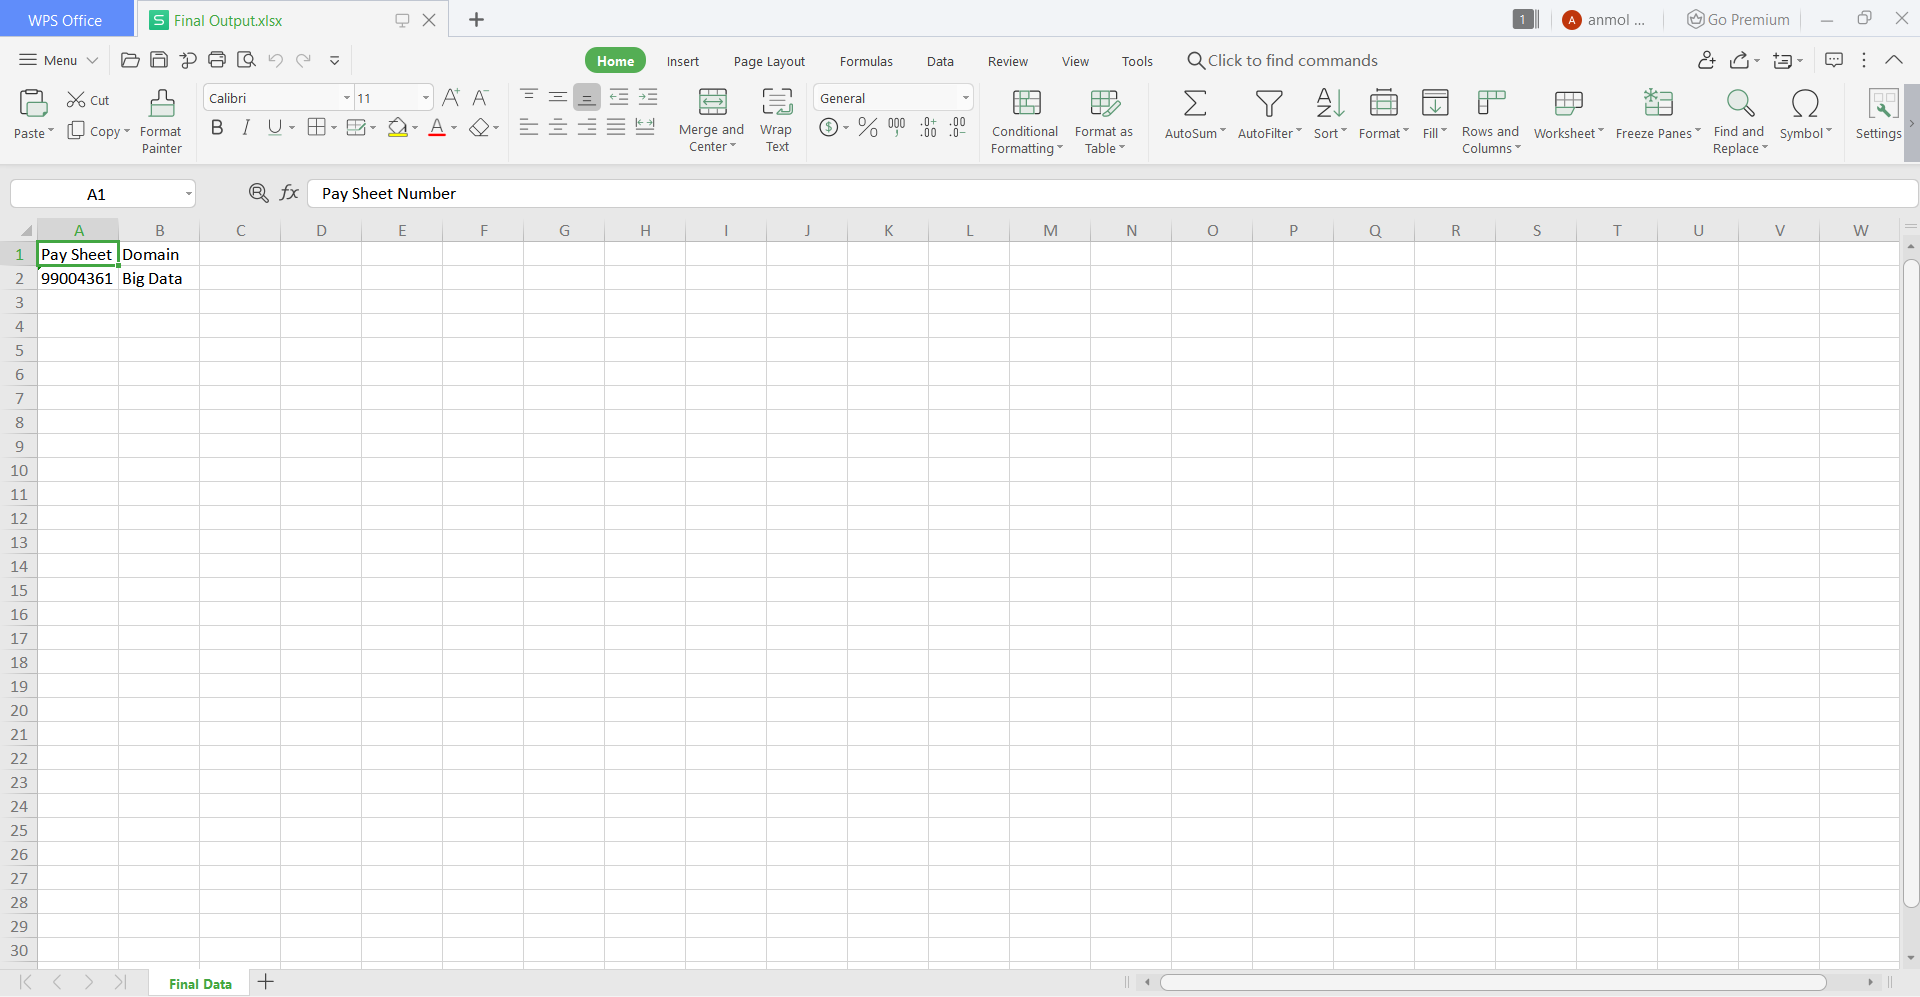 WPS Office
Final Output.xlsx
1
A
anmol ...
Go Premium
Menu
Home
Insert
Page Layout
Formulas
Data
Review
View
Tools
Click to find commands
Paste
Cut
Copy
Format Painter
Calibri
11
A+
A-
B I U
A
Merge and Center
Wrap Text
General
Conditional Formatting
Format as Table
AutoSum
AutoFilter
Sort
Format
Fill
Rows and Columns
Worksheet
Freeze Panes
Find and Replace
Symbol
Settings
A1
fx
Pay Sheet Number
A B C D E F G H I J K L M N O P Q R S T U V W
1 Pay Sheet Domain
2 99004361 Big Data
3
4
5
6
7
8
9
10
11
12
13
14
15
16
17
18
19
20
21
22
23
24
25
26
27
28
29
30
Final Data